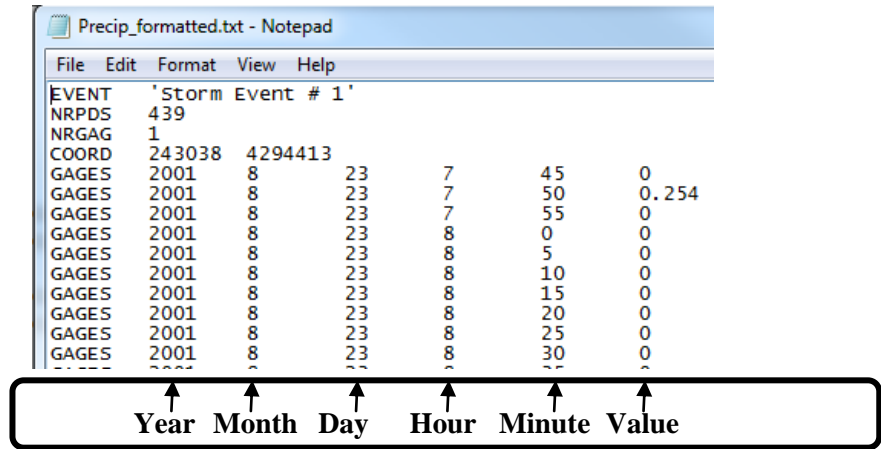 Precip_formatted.txt - Notepad
File Edit Format View Help
EVENT 'Storm Event # 1'
NRPDS 439
NRGAG 1
COORD 243038 4294413
GAGES 2001 8 23 7 45 0
GAGES 2001 8 23 7 50 0.254
GAGES 2001 8 23 7 55 0
GAGES 2001 8 23 8 0 0
GAGES 2001 8 23 8 5 0
GAGES 2001 8 23 8 10 0
GAGES 2001 8 23 8 15 0
GAGES 2001 8 23 8 20 0
GAGES 2001 8 23 8 25 0
GAGES 2001 8 23 8 30 0
Year Month Day Hour Minute Value